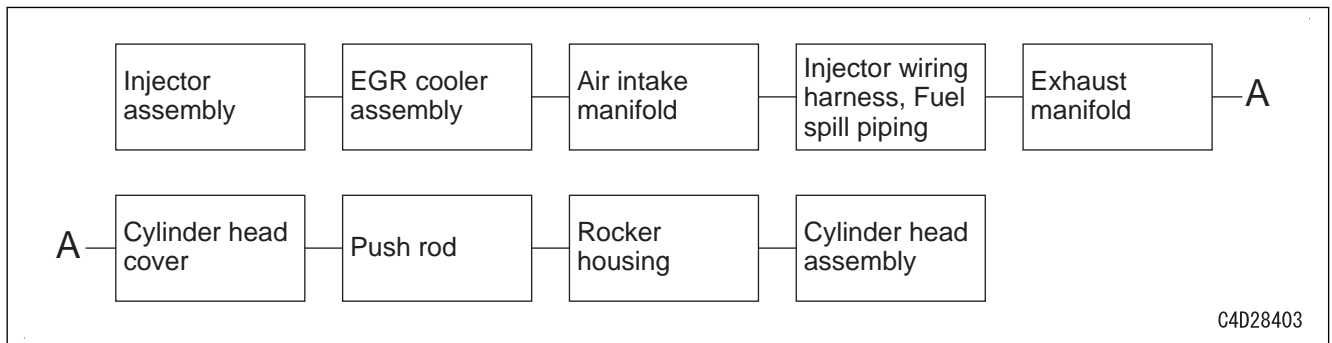 Injector
assembly
EGR cooler
assembly
Air intake
manifold
Injector wiring
harness, Fuel
spill piping
Exhaust
manifold
A
A
Cylinder head
cover
Push rod
Rocker
housing
Cylinder head
assembly
C4D28403